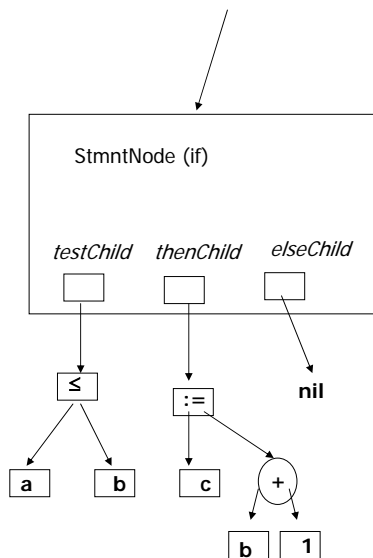 StmntNode (if)
testChild thenChild elseChild
≤ := nil
a b c +
b 1